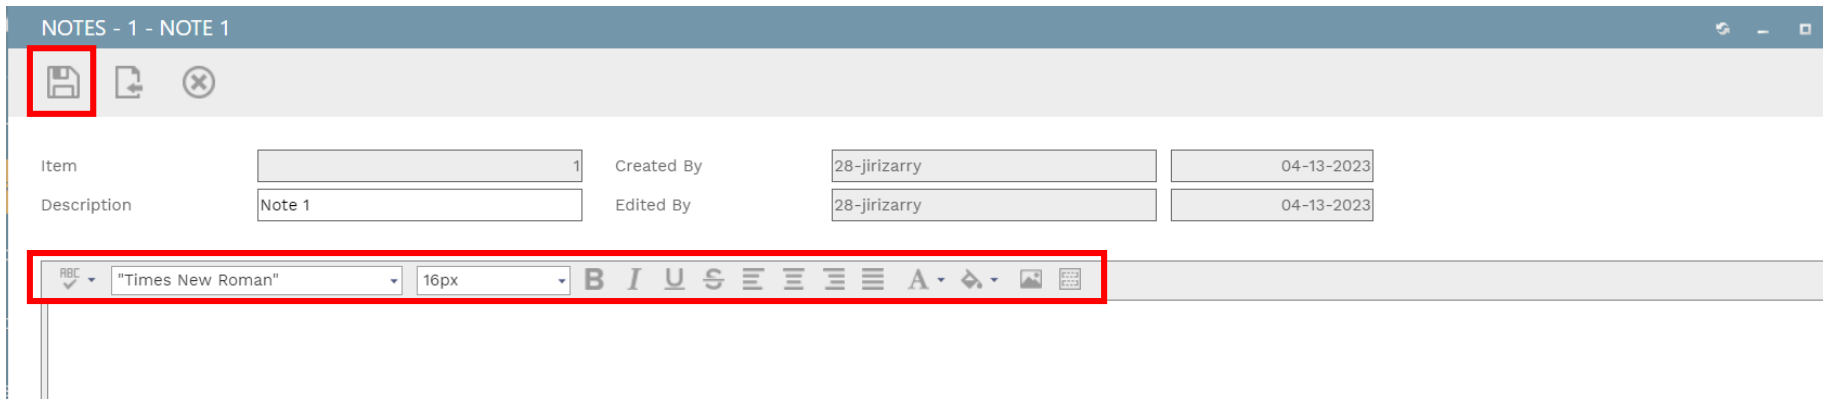 NOTES - 1 - NOTE 1
Item 1 Created By 28-jirizarry 04-13-2023
Description Note 1 Edited By 28-jirizarry 04-13-2023
ABC "Times New Roman" 16px B I U S A